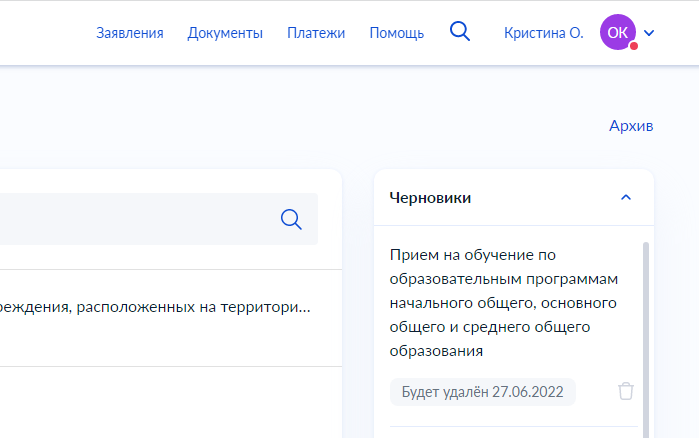 Заявления Документы Платежи Помощь Кристина О. ОК
Архив
Черновики
Прием на обучение по
образовательным программам
начального общего, основного
общего и среднего общего
образования
Будет удалён 27.06.2022
реждения, расположенных на территори...